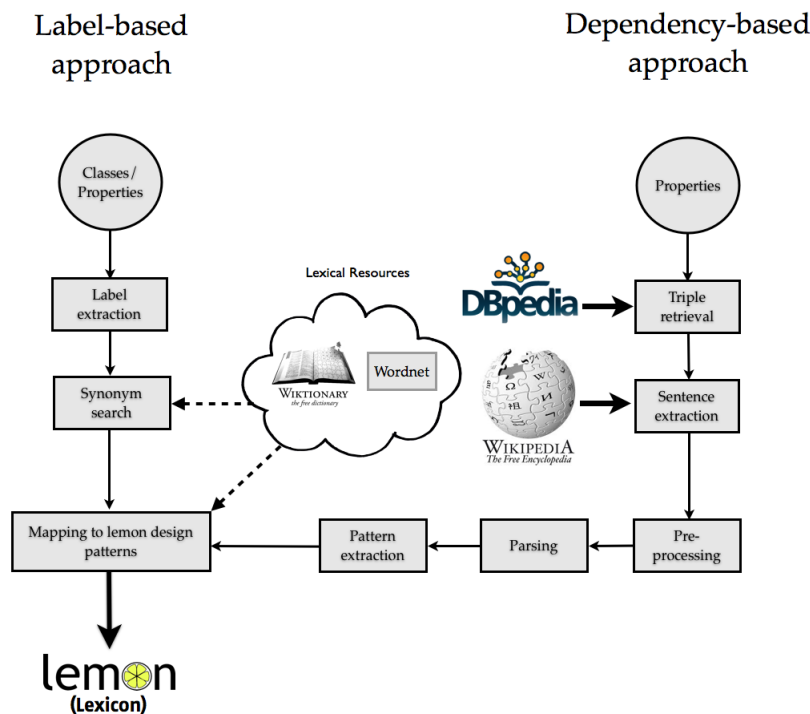 Label-based
approach
Dependency-based
approach
Classes /
Properties
Properties
Label
extraction
Lexical Resources
DBpedia
Triple
retrieval
Synonym
search
WIKTIONARY
the free dictionary
Wordnet
Ω
W
И
WIKIPEDIA
The Free Encyclopedia
Sentence
extraction
Mapping to lemon design
patterns
Pattern
extraction
Parsing
Pre-
processing
lemon
(Lexicon)